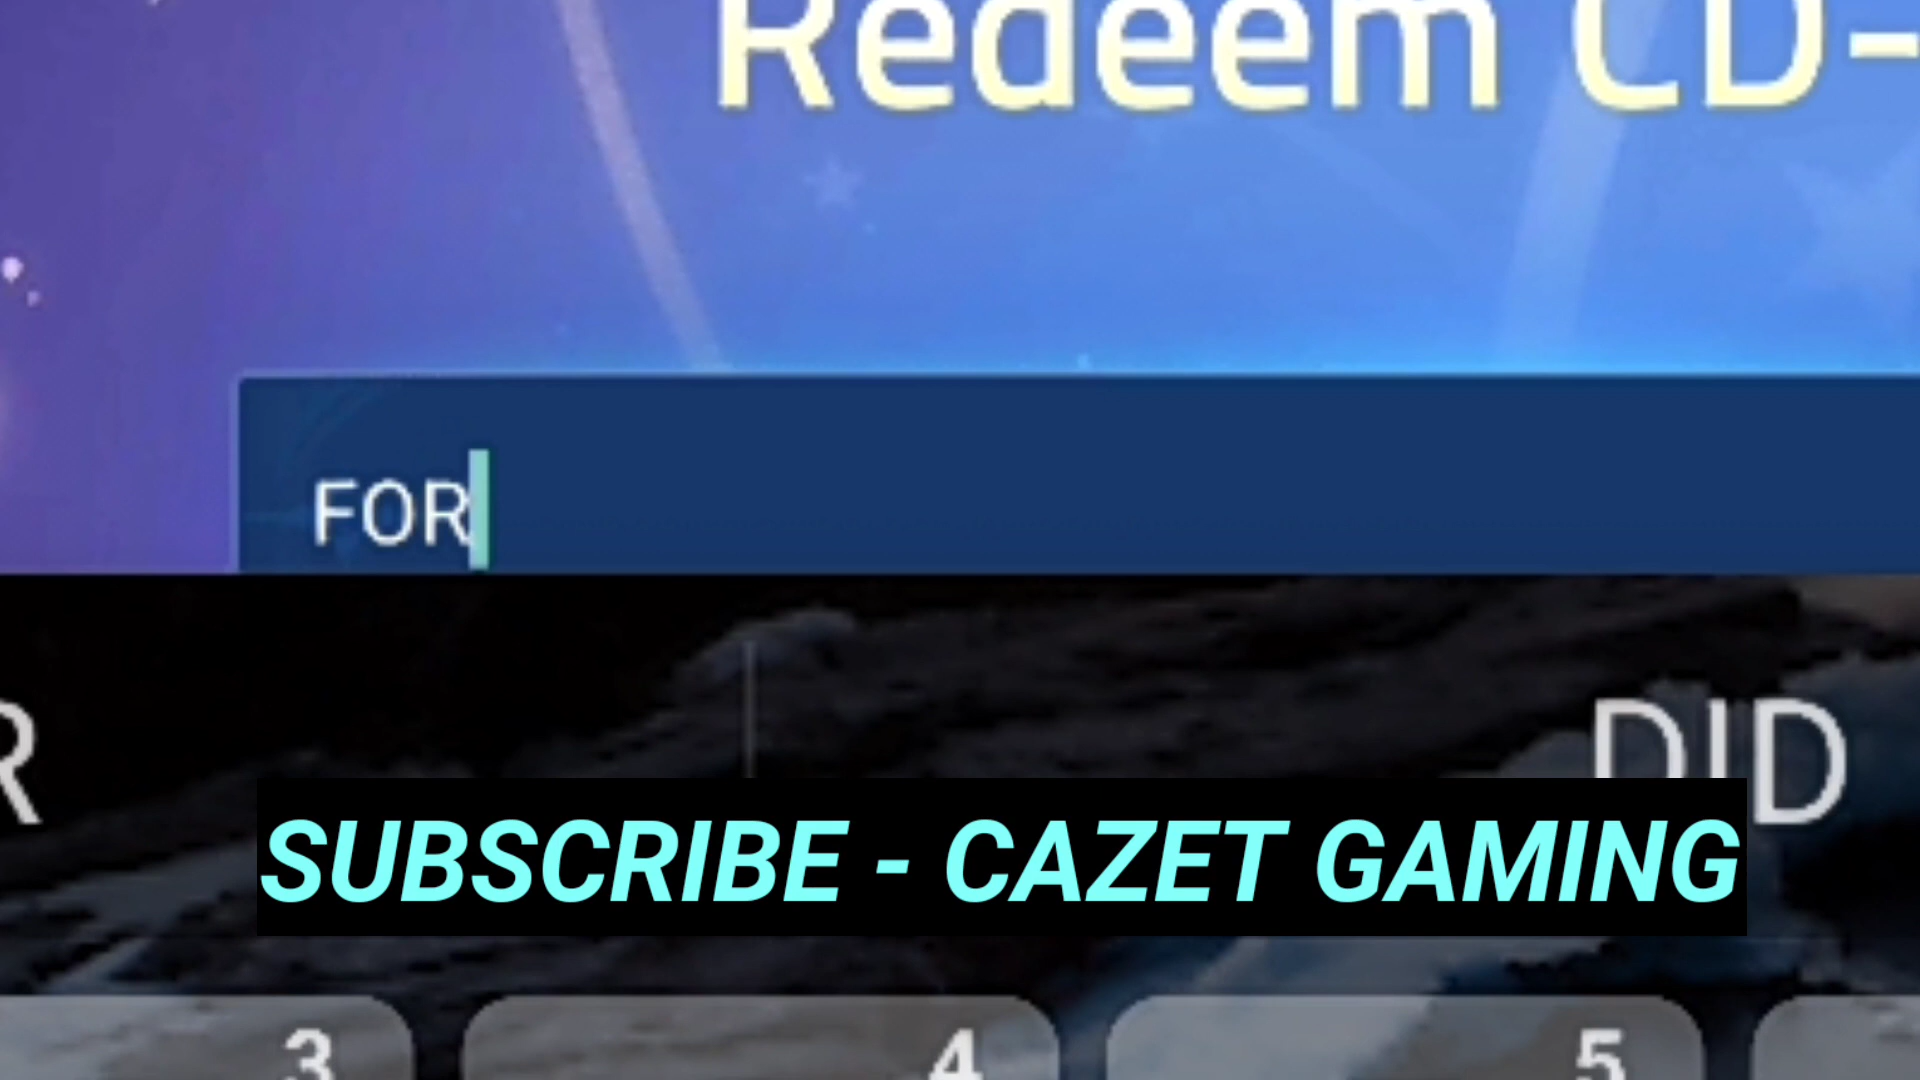 Redeem CD-
FOR
R
DID
SUBSCRIBE - CAZET GAMING
3
4
5